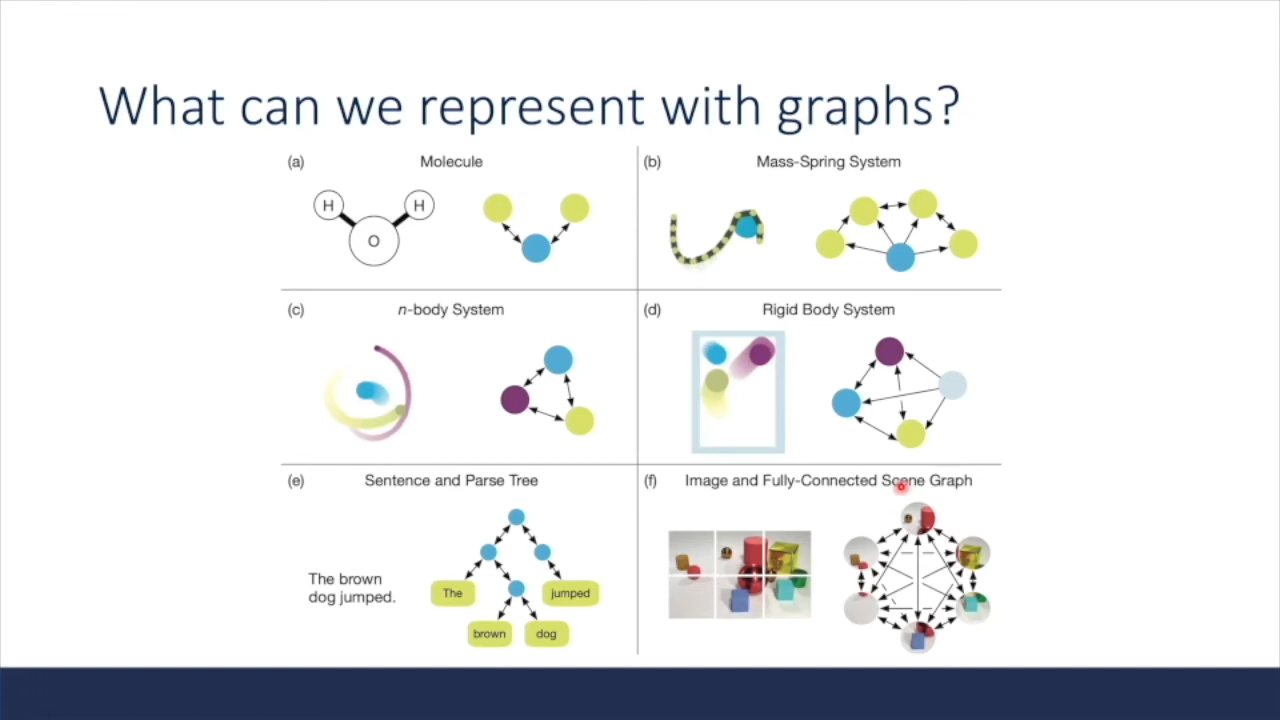 What can we represent with graphs?
(a) Molecule
H H
O
(b) Mass-Spring System
(c) n-body System
(d) Rigid Body System
(e) Sentence and Parse Tree
The brown
dog jumped.
The jumped
brown dog
(f) Image and Fully-Connected Scene Graph